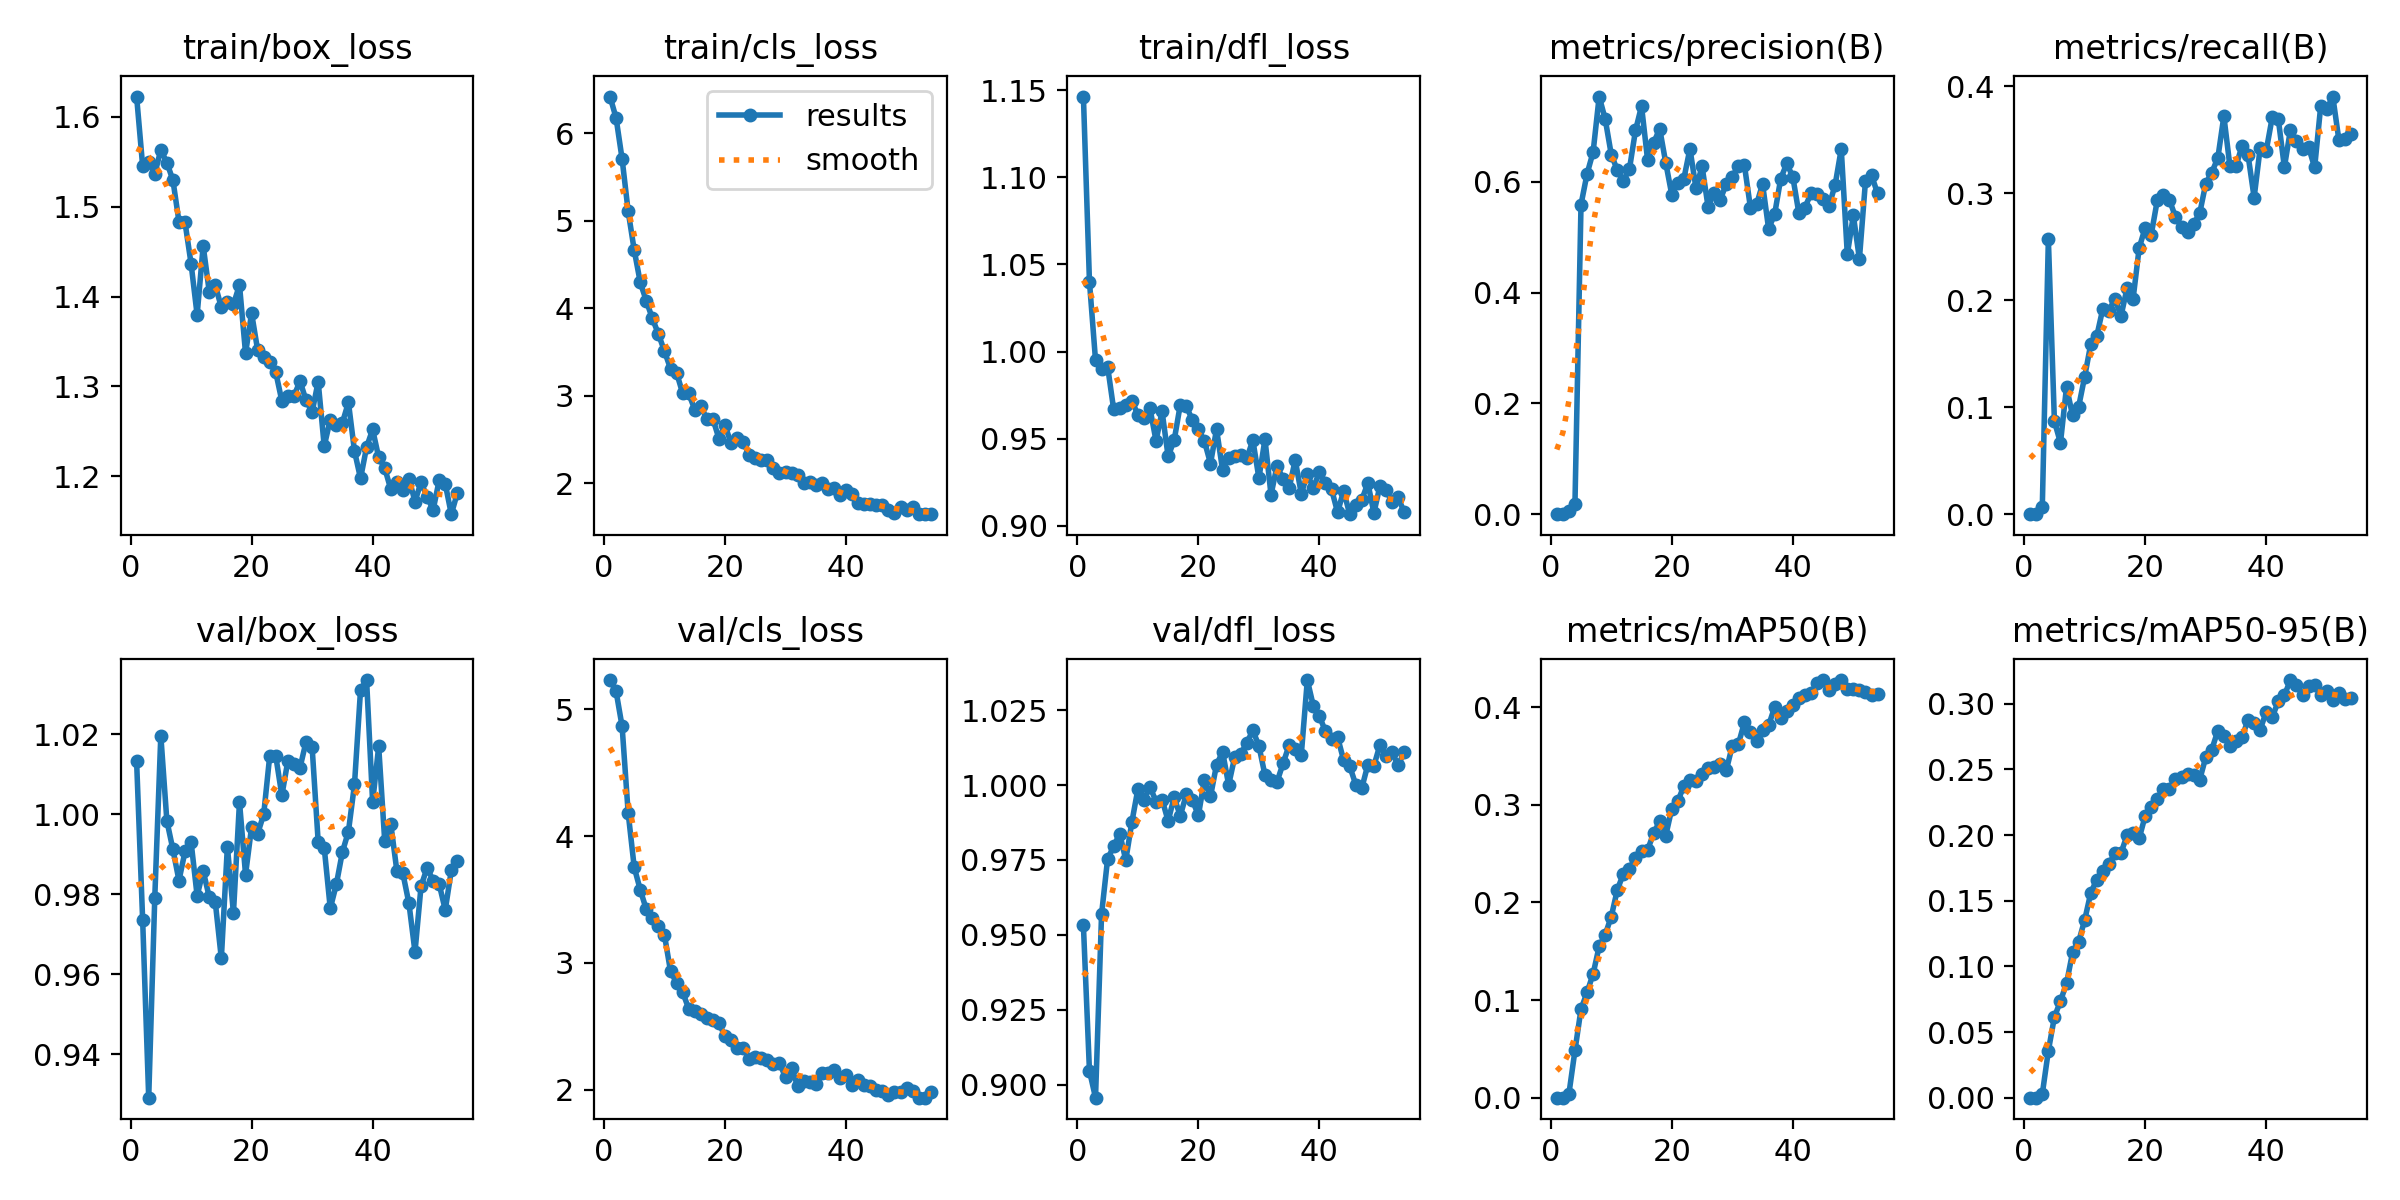 train/box_loss
1.6
1.5
1.4
1.3
1.2
0 20 40
train/cls_loss
results
smooth
6
5
4
3
2
0 20 40
train/dfl_loss
1.15
1.10
1.05
1.00
0.95
0.90
0 20 40
metrics/precision(B)
0.6
0.4
0.2
0.0
0 20 40
metrics/recall(B)
0.4
0.3
0.2
0.1
0.0
0 20 40
val/box_loss
1.02
1.00
0.98
0.96
0.94
0 20 40
val/cls_loss
5
4
3
2
0 20 40
val/dfl_loss
1.025
1.000
0.975
0.950
0.925
0.900
0 20 40
metrics/mAP50(B)
0.4
0.3
0.2
0.1
0.0
0 20 40
metrics/mAP50-95(B)
0.30
0.25
0.20
0.15
0.10
0.05
0.00
0 20 40